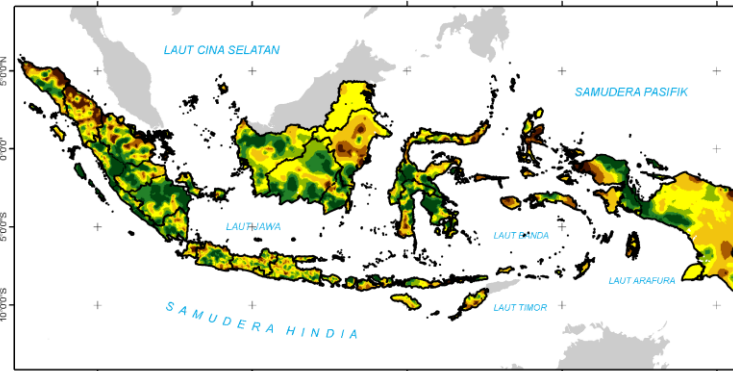 LAUT CINA SELATAN
SAMUDERA PASIFIK
5°0'0"N
0°0'0"
LAUT JAWA
LAUT BANDA
5°0'0"S
LAUT ARAFURA
10°0'0"S
SAMUDERA HINDIA
LAUT TIMOR